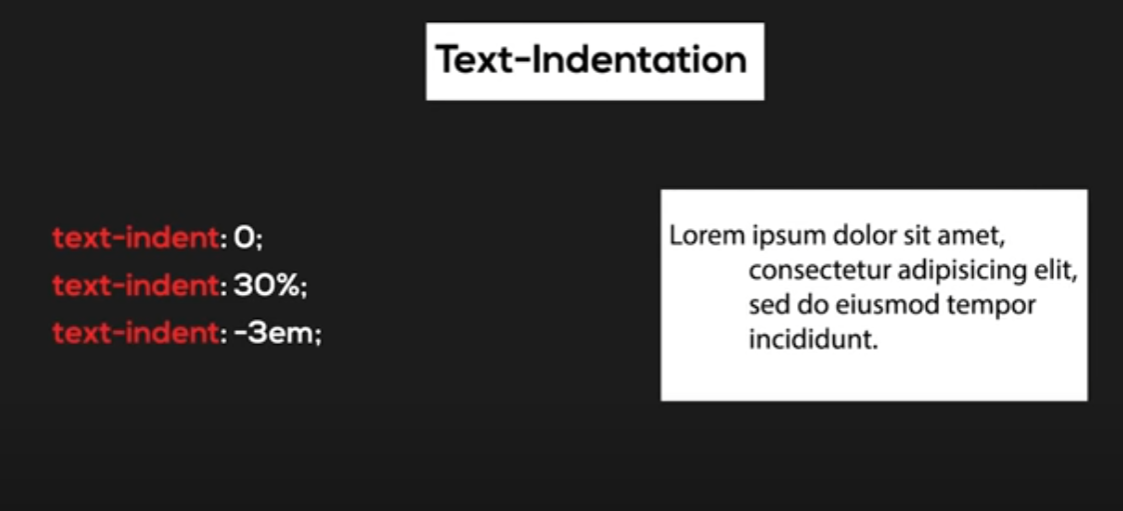 Text-Indentation
text-indent: 0;
text-indent: 30%;
text-indent: -3em;
Lorem ipsum dolor sit amet,
consectetur adipisicing elit,
sed do eiusmod tempor
incididunt.